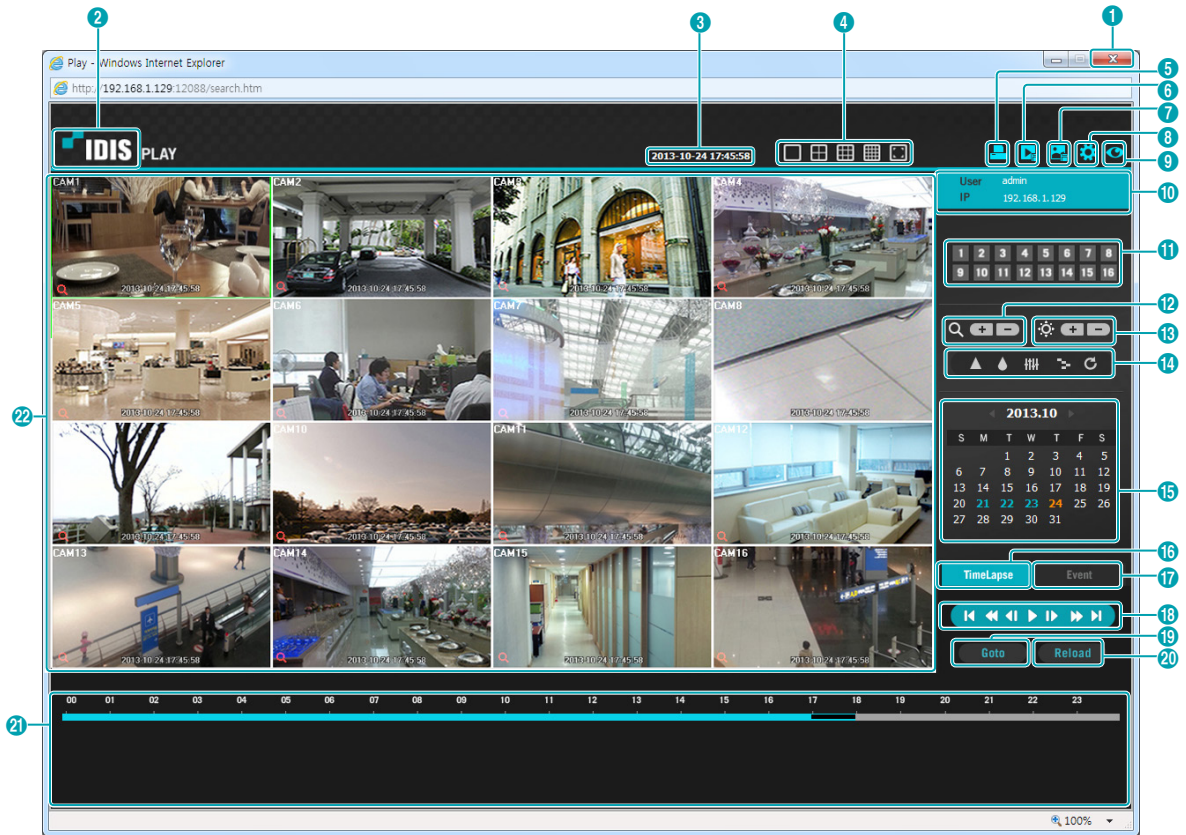 2
3
4
1
Play - Windows Internet Explorer
http://192.168.1.129:12088/search.htm
5
6
7
8
9
IDIS PLAY
2013-10-24 17:45:58
User admin
IP 192.168.1.129
10
CAM1
CAM2
CAM3
CAM4
2013-10-24 17:45:58
2013-10-24 17:45:58
2013-10-24 17:45:58
2013-10-24 17:45:58
1 2 3 4 5 6 7 8
9 10 11 12 13 14 15 16
11
CAM5
CAM6
CAM7
CAM8
2013-10-24 17:45:58
2013-10-24 17:45:58
2013-10-24 17:45:58
2013-10-24 17:45:58
12
13
14
22
2013.10
S M T W T F S
1 2 3 4 5
6 7 8 9 10 11 12
13 14 15 16 17 18 19
20 21 22 23 24 25 26
27 28 29 30 31
15
CAM10
CAM11
CAM12
2013-10-24 17:45:58
2013-10-24 17:45:58
2013-10-24 17:45:58
2013-10-24 17:45:58
CAM13
CAM14
CAM15
CAM16
2013-10-24 17:45:58
2013-10-24 17:45:58
2013-10-24 17:45:58
2013-10-24 17:45:58
TimeLapse
Event
16
17
18
Goto
Reload
19
20
00 01 02 03 04 05 06 07 08 09 10 11 12 13 14 15 16 17 18 19 20 21 22 23
21
100%